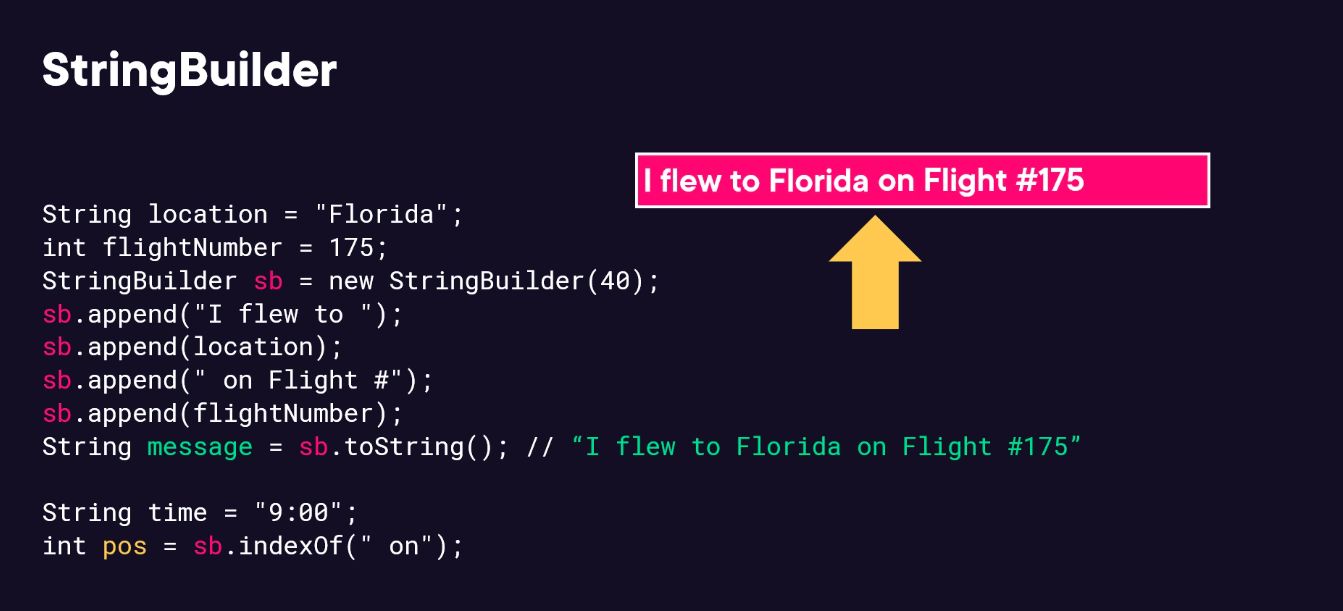 StringBuilder
I flew to Florida on Flight #175
String location = "Florida";
int flightNumber = 175;
StringBuilder sb = new StringBuilder(40);
sb.append("I flew to ");
sb.append(location);
sb.append(" on Flight #");
sb.append(flightNumber);
String message = sb.toString(); // “I flew to Florida on Flight #175”
String time = "9:00";
int pos = sb.indexOf(" on");